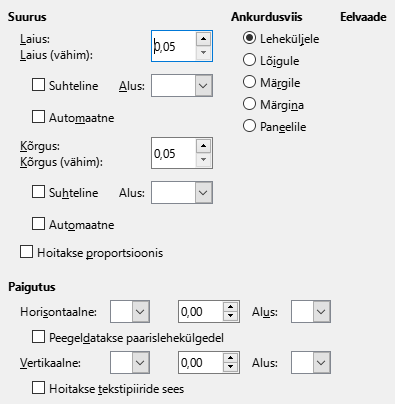 Suurus Ankurdusviis Eelvaade
Laius: 0,05 Leheküljele
Laius (vähim):
Lõigule
Suhteline Alus: Märgile
Märgina
Automaatne Paneelile
Kõrgus: 0,05
Kõrgus (vähim):
Suhteline Alus:
Automaatne
Hoitakse proportsioonis
Paigutus
Horisontaalne: 0,00 Alus:
Peegeldatakse paarislehekülgedel
Vertikaalne: 0,00 Alus:
Hoitakse tekstipiiride sees